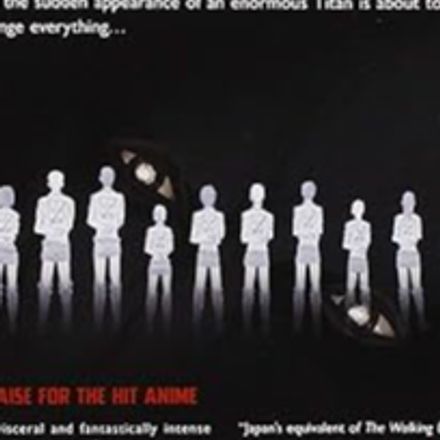 the sudden appearance of an enormous Titan is about to
nge everything...
AISE FOR THE HIT ANIME
isceral and fantastically intense
"Japan's equivalent of The Walking